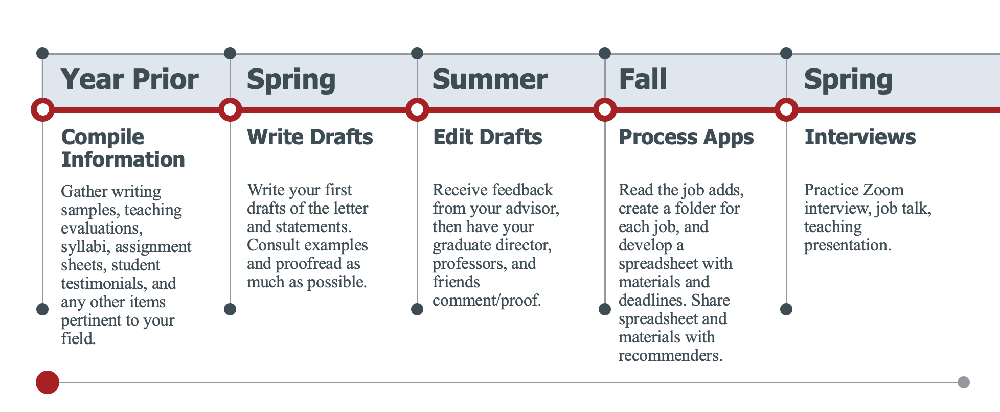 Year Prior
Compile
Information
Gather writing
samples, teaching
evaluations,
syllabi, assignment
sheets, student
testimonials, and
any other items
pertinent to your
field.
Spring
Write Drafts
Write your first
drafts of the letter
and statements.
Consult examples
and proofread as
much as possible.
Summer
Edit Drafts
Receive feedback
from your advisor,
then have your
graduate director,
professors, and
friends
comment/proof.
Fall
Process Apps
Read the job adds,
create a folder for
each job, and
develop a
spreadsheet with
materials and
deadlines. Share
spreadsheet and
materials with
recommenders.
Spring
Interviews
Practice Zoom
interview, job talk,
teaching
presentation.